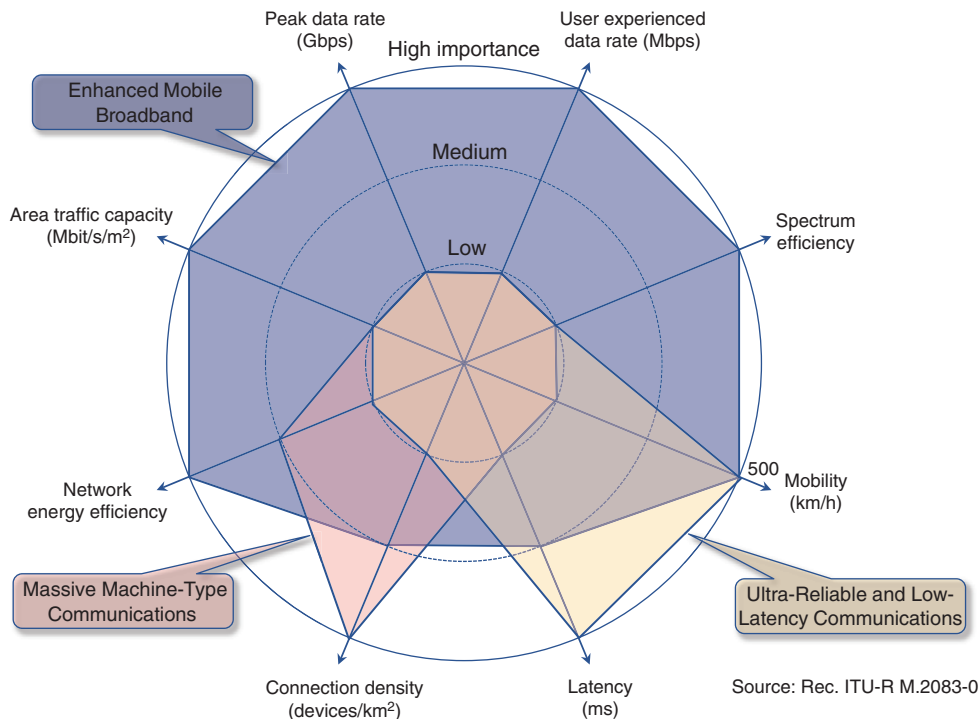 Peak data rate
(Gbps)
User experienced
data rate (Mbps)
High importance
Enhanced Mobile
Broadband
Medium
Area traffic capacity
(Mbit/s/m²)
Spectrum
efficiency
Low
500
Mobility
(km/h)
Network
energy efficiency
Massive Machine-Type
Communications
Ultra-Reliable and Low-
Latency Communications
Connection density
(devices/km²)
Latency
(ms)
Source: Rec. ITU-R M.2083-0